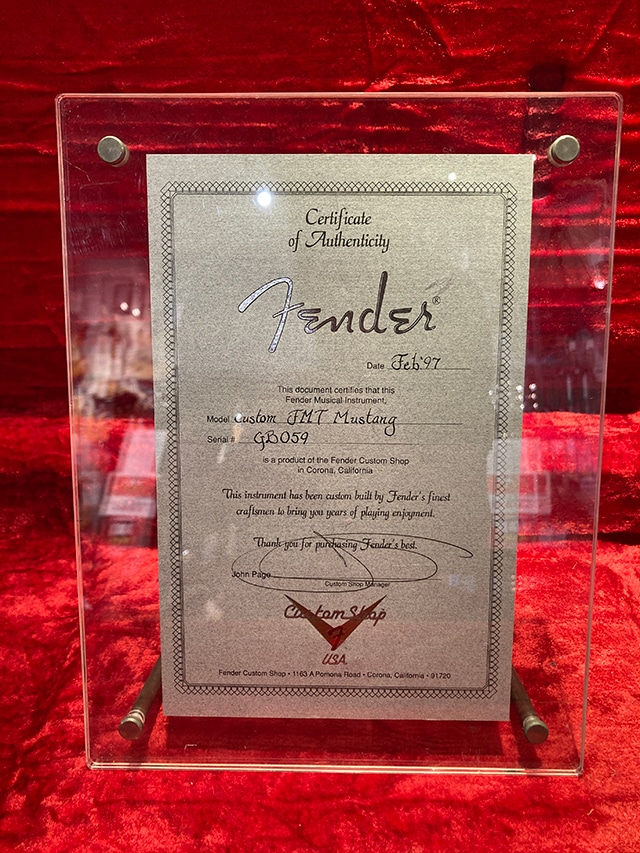 Certificate
of Authenticity
Fender®
Date Feb '97
This document certifies that this
Fender Musical Instrument,
Model Custom FMT Mustang
Serial # GB059
is a product of the Fender Custom Shop
in Corona, California
This instrument has been custom built by Fender's finest
craftsmen to bring you years of playing enjoyment.
Thank you for purchasing Fender's best.
John Page
Custom Shop Manager
Custom Shop
F
USA
Fender Custom Shop • 1163 A Pomona Road • Corona, California • 91720